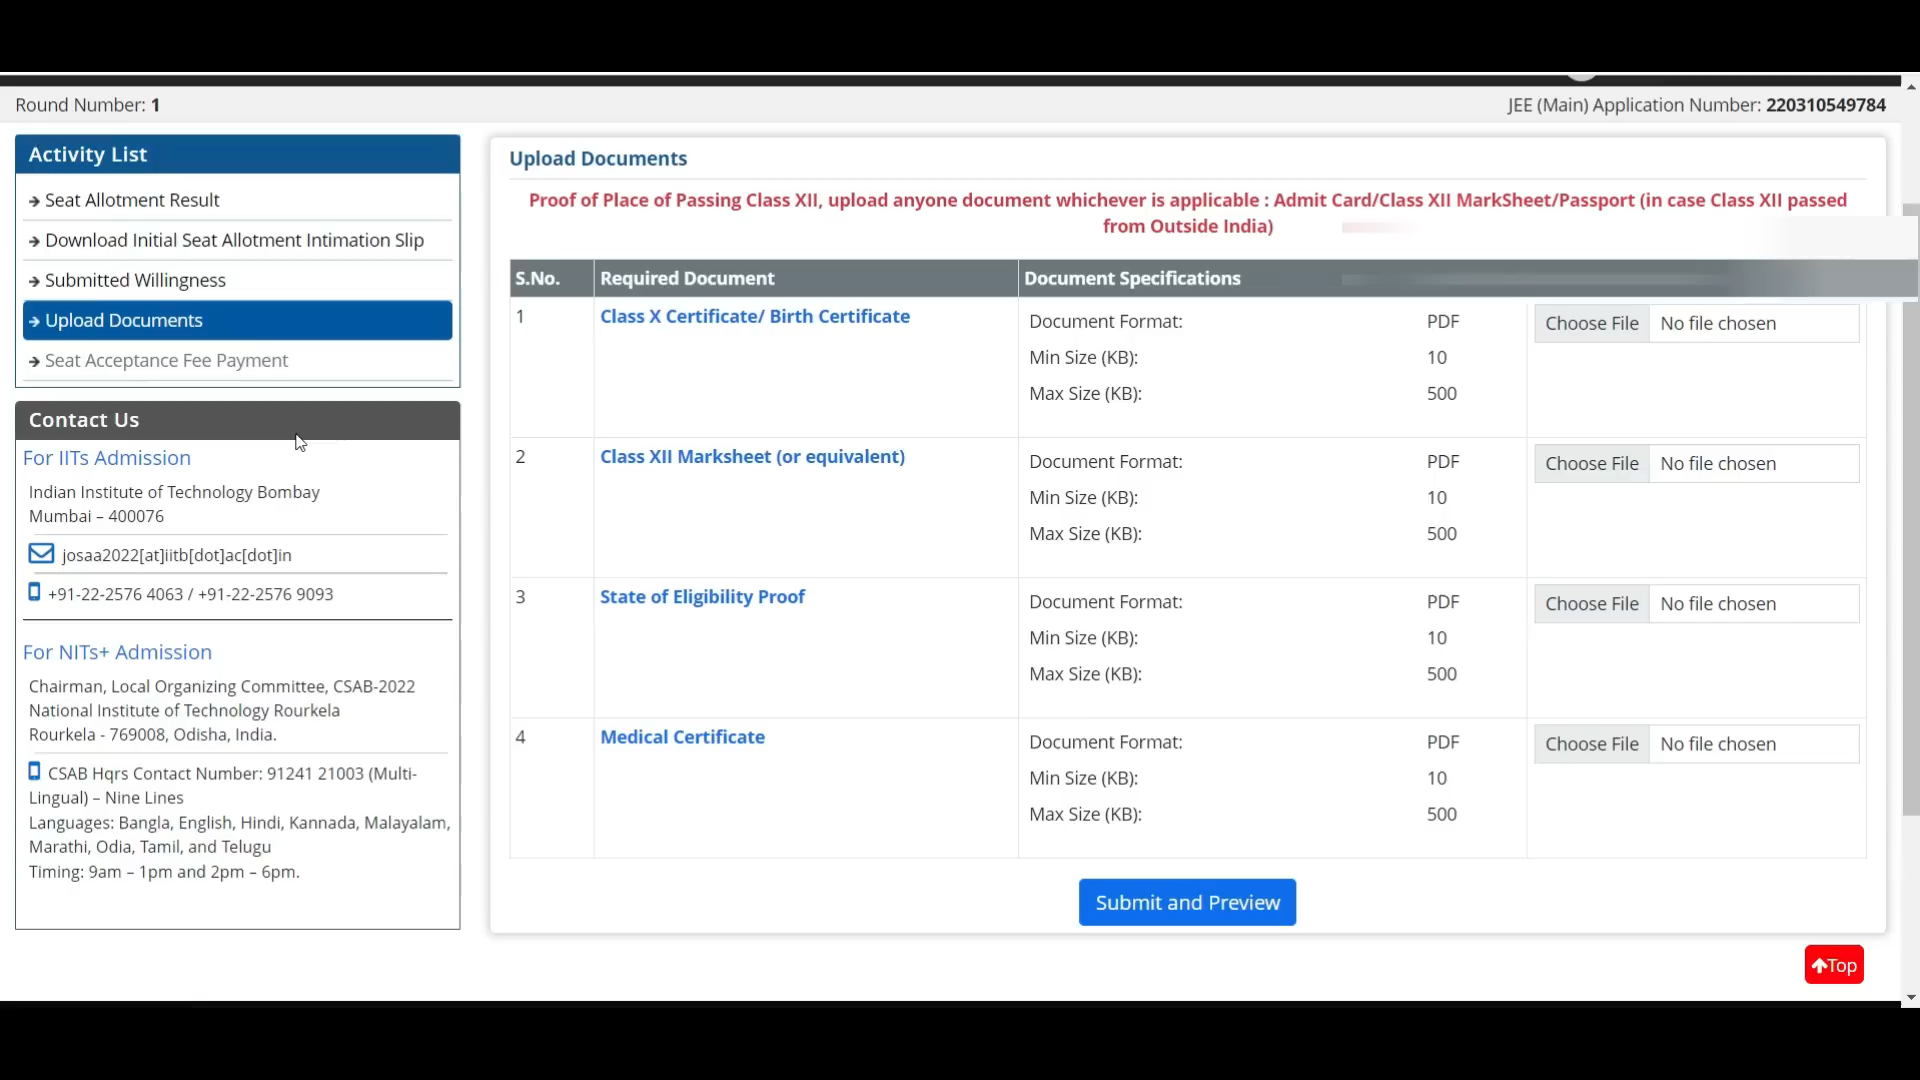 Round Number: 1
JEE (Main) Application Number: 220310549784
Activity List
Seat Allotment Result
Download Initial Seat Allotment Intimation Slip
Submitted Willingness
Upload Documents
Seat Acceptance Fee Payment
Contact Us
For IITs Admission
Indian Institute of Technology Bombay
Mumbai – 400076
josaa2022[at]iitb[dot]ac[dot]in
+91-22-2576 4063 / +91-22-2576 9093
For NITs+ Admission
Chairman, Local Organizing Committee, CSAB-2022
National Institute of Technology Rourkela
Rourkela - 769008, Odisha, India.
CSAB Hqrs Contact Number: 91241 21003 (Multi-
Lingual) – Nine Lines
Languages: Bangla, English, Hindi, Kannada, Malayalam,
Marathi, Odia, Tamil, and Telugu
Timing: 9am – 1pm and 2pm – 6pm.
Upload Documents
Proof of Place of Passing Class XII, upload anyone document whichever is applicable : Admit Card/Class XII MarkSheet/Passport (in case Class XII passed
from Outside India)
S.No. Required Document Document Specifications
1 Class X Certificate/ Birth Certificate Document Format: PDF Choose File No file chosen
Min Size (KB): 10
Max Size (KB): 500
2 Class XII Marksheet (or equivalent) Document Format: PDF Choose File No file chosen
Min Size (KB): 10
Max Size (KB): 500
3 State of Eligibility Proof Document Format: PDF Choose File No file chosen
Min Size (KB): 10
Max Size (KB): 500
4 Medical Certificate Document Format: PDF Choose File No file chosen
Min Size (KB): 10
Max Size (KB): 500
Submit and Preview
Top